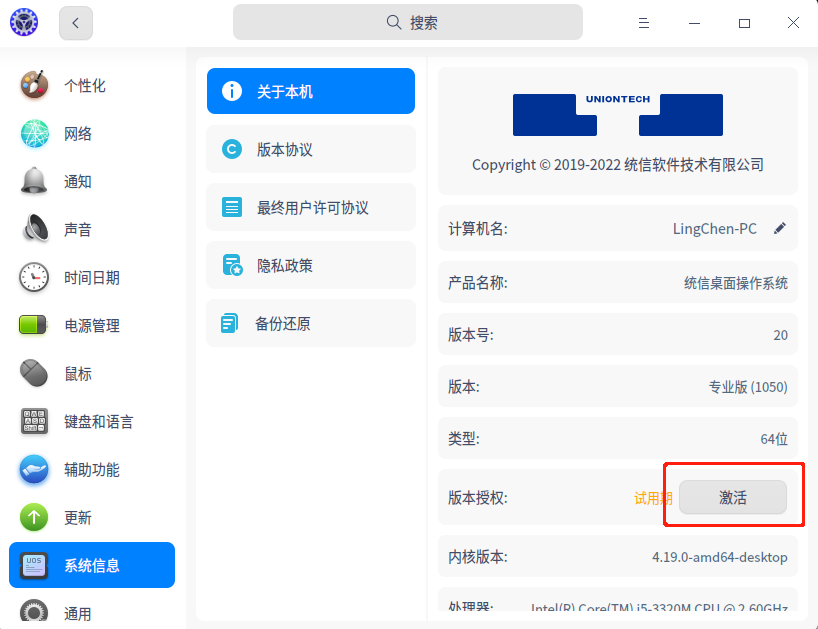 搜索
个性化
网络
通知
声音
时间日期
电源管理
鼠标
键盘和语言
辅助功能
更新
UOS
系统信息
通用
关于本机
版本协议
最终用户许可协议
隐私政策
备份还原
UNIONTECH
Copyright © 2019-2022 统信软件技术有限公司
计算机名: LingChen-PC
产品名称: 统信桌面操作系统
版本号: 20
版本: 专业版 (1050)
类型: 64位
版本授权: 试用期 激活
内核版本: 4.19.0-amd64-desktop
处理器: Intel(R) Core(TM) i5-3320M CPU @ 2.60GHz